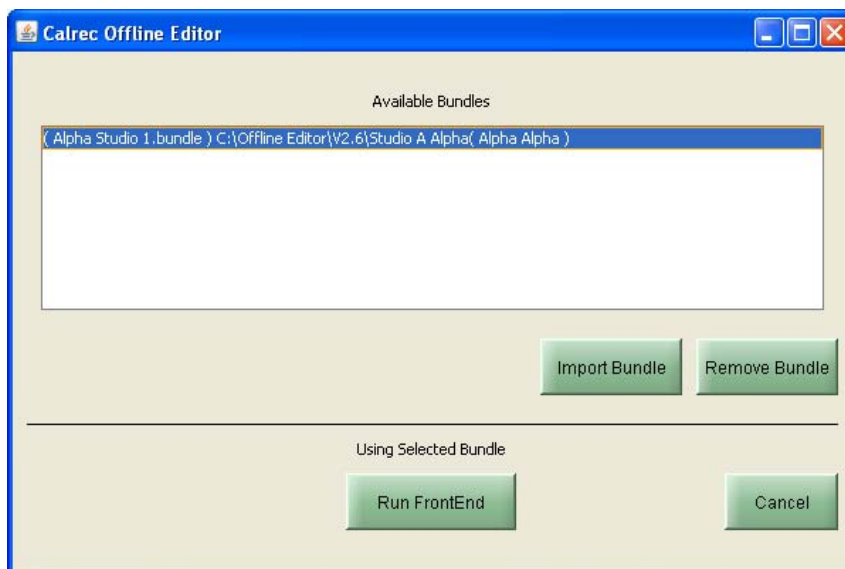 Calrec Offline Editor
Available Bundles
( Alpha Studio 1.bundle ) C:\Offline Editor\V2.6\Studio A Alpha( Alpha Alpha )
Import Bundle Remove Bundle
Using Selected Bundle
Run FrontEnd Cancel